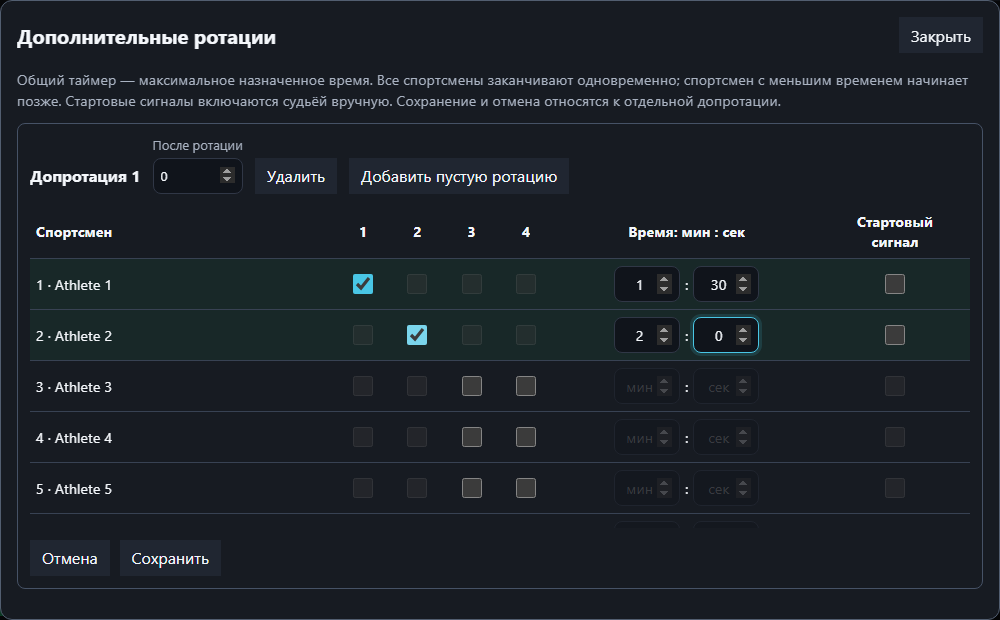 Дополнительные ротации
Закрыть
Общий таймер — максимальное назначенное время. Все спортсмены заканчивают одновременно; спортсмен с меньшим временем начинает
позже. Стартовые сигналы включаются судьёй вручную. Сохранение и отмена относятся к отдельной допротации.
После ротации
Допротация 1 0 Удалить Добавить пустую ротацию
Спортсмен 1 2 3 4 Время: мин : сек Стартовый
сигнал
1 · Athlete 1 1 : 30
2 · Athlete 2 2 : 0
3 · Athlete 3 мин : сек
4 · Athlete 4 мин : сек
5 · Athlete 5 мин : сек
Отмена Сохранить